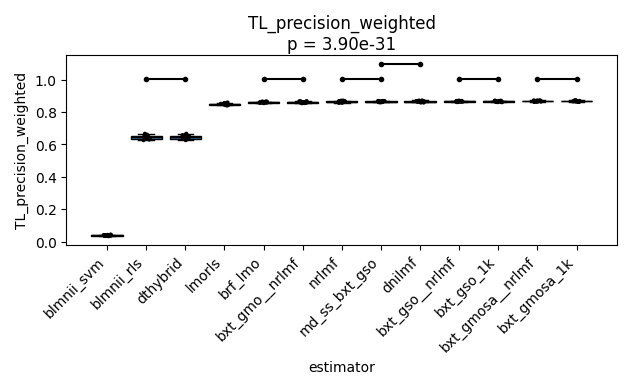 TL_precision_weighted
p = 3.90e-31
TL_precision_weighted
1.0
0.8
0.6
0.4
0.2
0.0
blmnii_svm
blmnii_rls
dthybrid
lmorls
brf_lmo
bxt_gmo__nrlmf
nrlmf
md_ss_bxt_gso
dnilmf
bxt_gso__nrlmf
bxt_gso_1k
bxt_gmosa__nrlmf
bxt_gmosa_1k
estimator